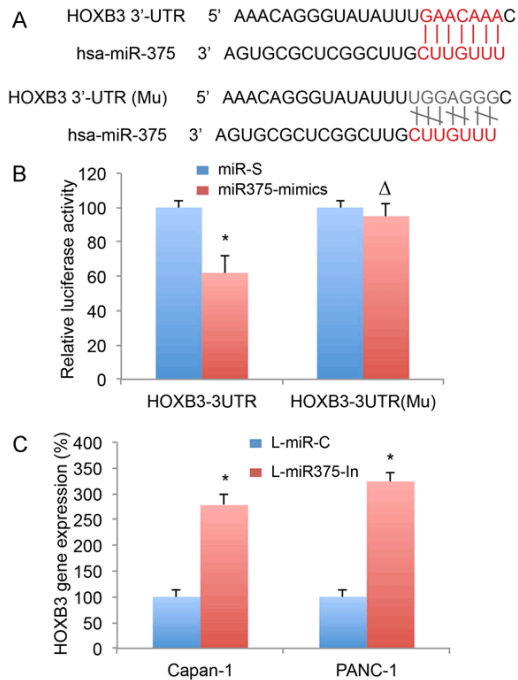 A
HOXB3 3'-UTR 5' AAACAGGGUAUAUUUGAACAAAC
hsa-miR-375 3' AGUGCGCUCGGCUUGCUUGUUU
HOXB3 3'-UTR (Mu) 5' AAACAGGGUAUAUUUUGGAGGGC
hsa-miR-375 3' AGUGCGCUCGGCUUGCUUGUUU
B
miR-S
miR375-mimics
Relative luciferase activity
120
100
80
60
40
20
0
*
Δ
HOXB3-3UTR HOXB3-3UTR(Mu)
C
L-miR-C
L-miR375-In
HOXB3 gene expression (%)
400
350
300
250
200
150
100
50
0
*
*
Capan-1 PANC-1